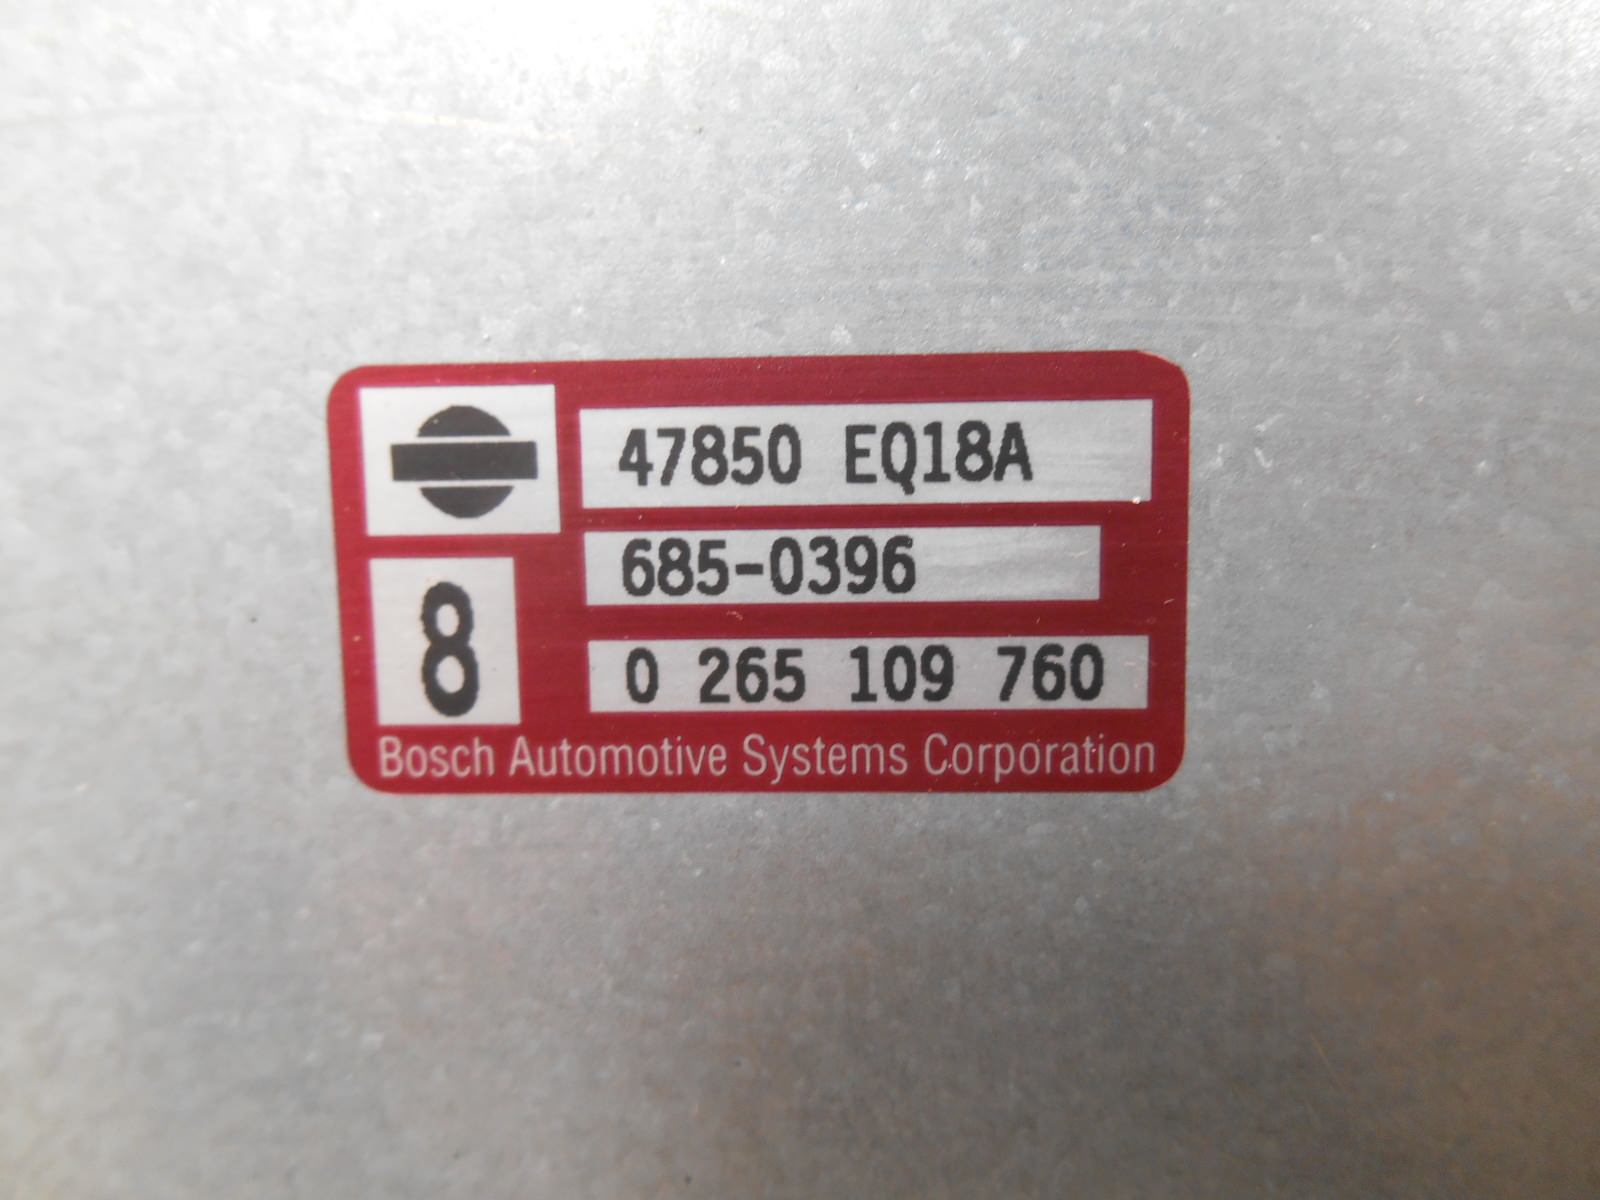 47850 EQ18A
685-0396
8
0 265 109 760
Bosch Automotive Systems Corporation